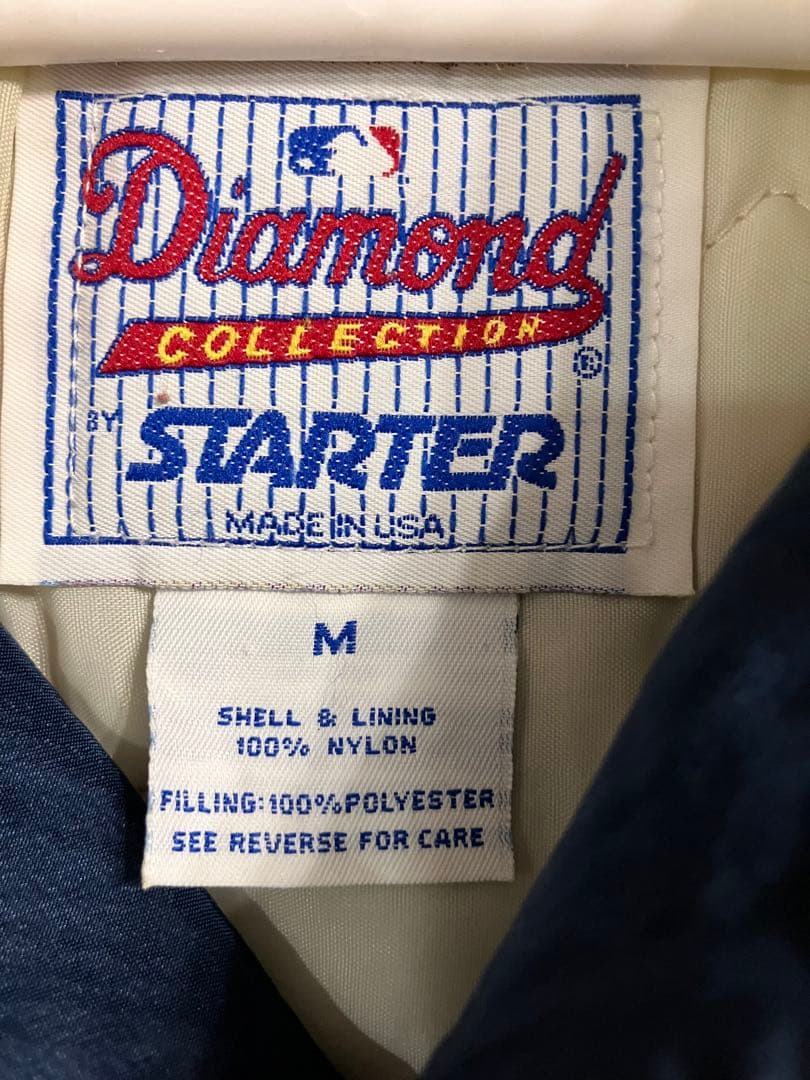 Diamond
COLLECTION
®
BY STARTER
MADE IN USA
M
SHELL & LINING
100% NYLON
FILLING:100%POLYESTER
SEE REVERSE FOR CARE